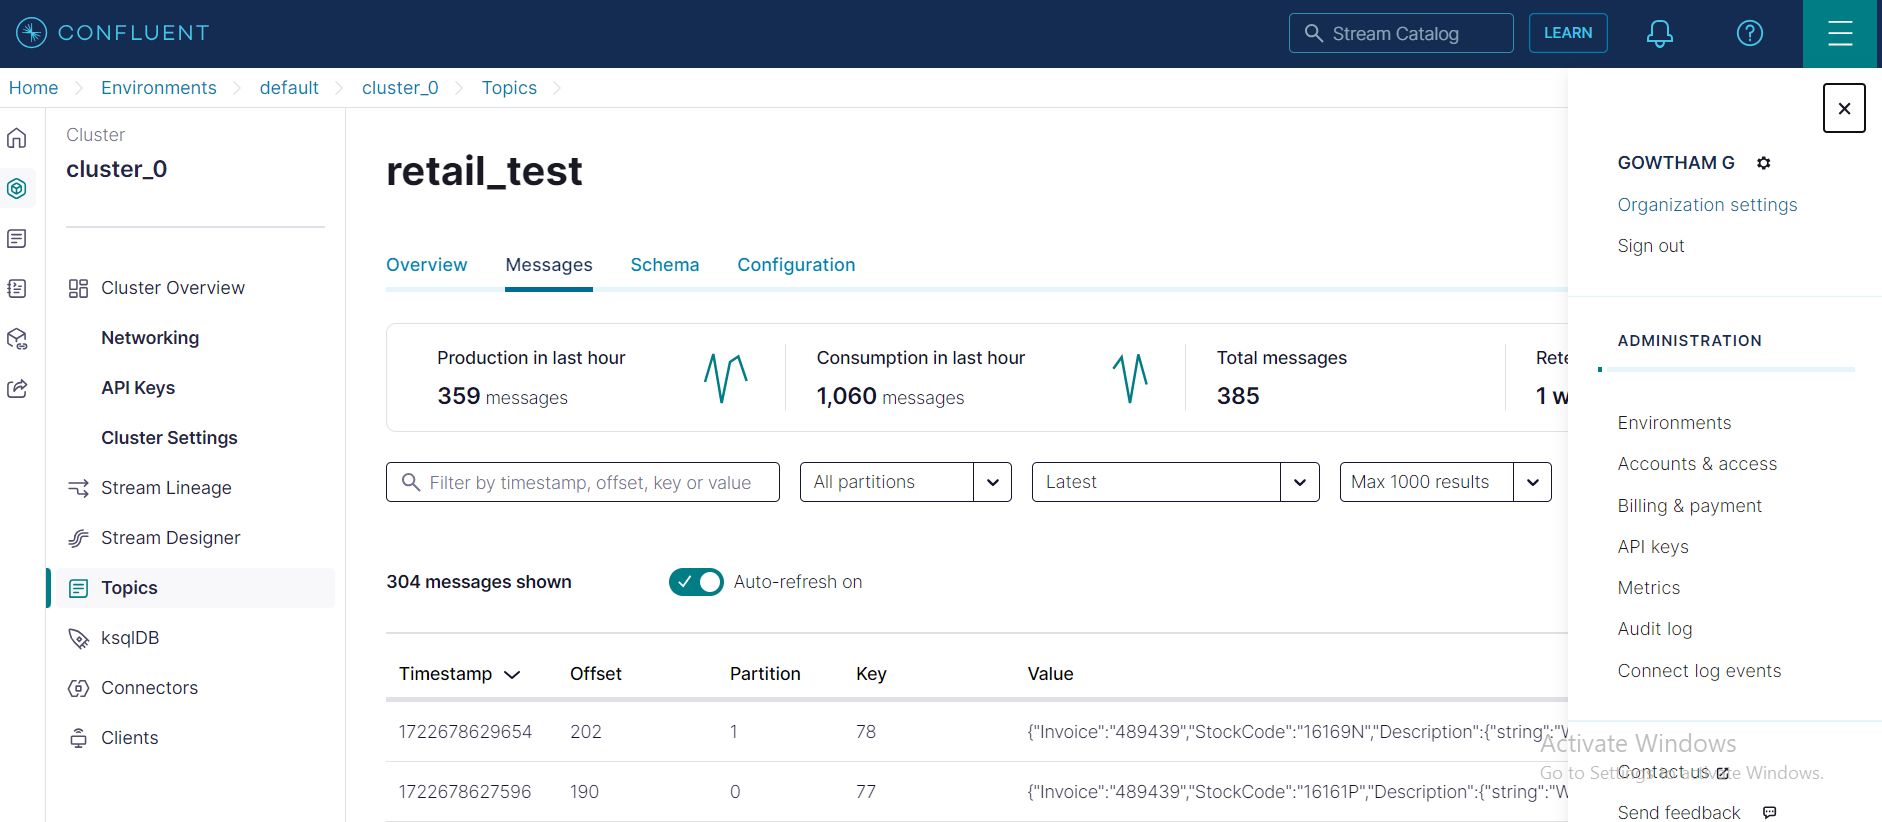 CONFLUENT
Stream Catalog
LEARN
Home
Environments
default
cluster_0
Topics
Cluster
cluster_0
Cluster Overview
Networking
API Keys
Cluster Settings
Stream Lineage
Stream Designer
Topics
ksqlDB
Connectors
Clients
retail_test
Overview Messages Schema Configuration
Production in last hour
359 messages
Consumption in last hour
1,060 messages
Total messages
385
Rete
1 w
Filter by timestamp, offset, key or value
All partitions
Latest
Max 1000 results
304 messages shown
Auto-refresh on
Timestamp Offset Partition Key Value
1722678629654 202 1 78 {"Invoice":"489439","StockCode":"16169N","Description":{"string":"W
1722678627596 190 0 77 {"Invoice":"489439","StockCode":"16161P","Description":{"string":"W
GOWTHAM G
Organization settings
Sign out
ADMINISTRATION
Environments
Accounts & access
Billing & payment
API keys
Metrics
Audit log
Connect log events
Activate Windows
Go to Settings to activate Windows.
Contact us
Send feedback